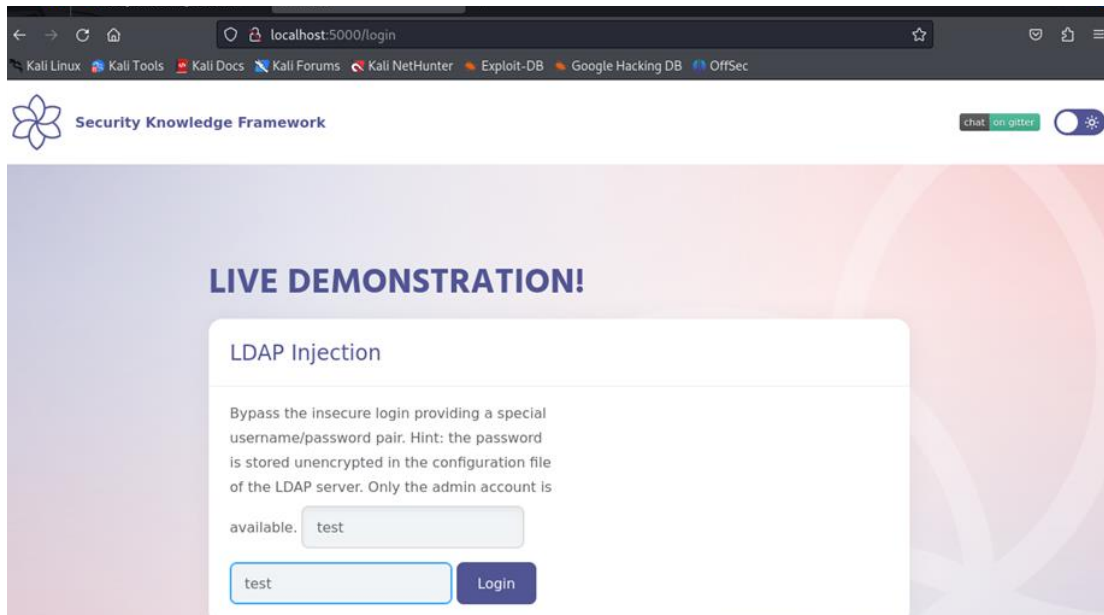 localhost:5000/login
Kali Linux Kali Tools Kali Docs Kali Forums Kali NetHunter Exploit-DB Google Hacking DB OffSec
Security Knowledge Framework
chat on gitter
LIVE DEMONSTRATION!
LDAP Injection
Bypass the insecure login providing a special
username/password pair. Hint: the password
is stored unencrypted in the configuration file
of the LDAP server. Only the admin account is
available. test
test Login